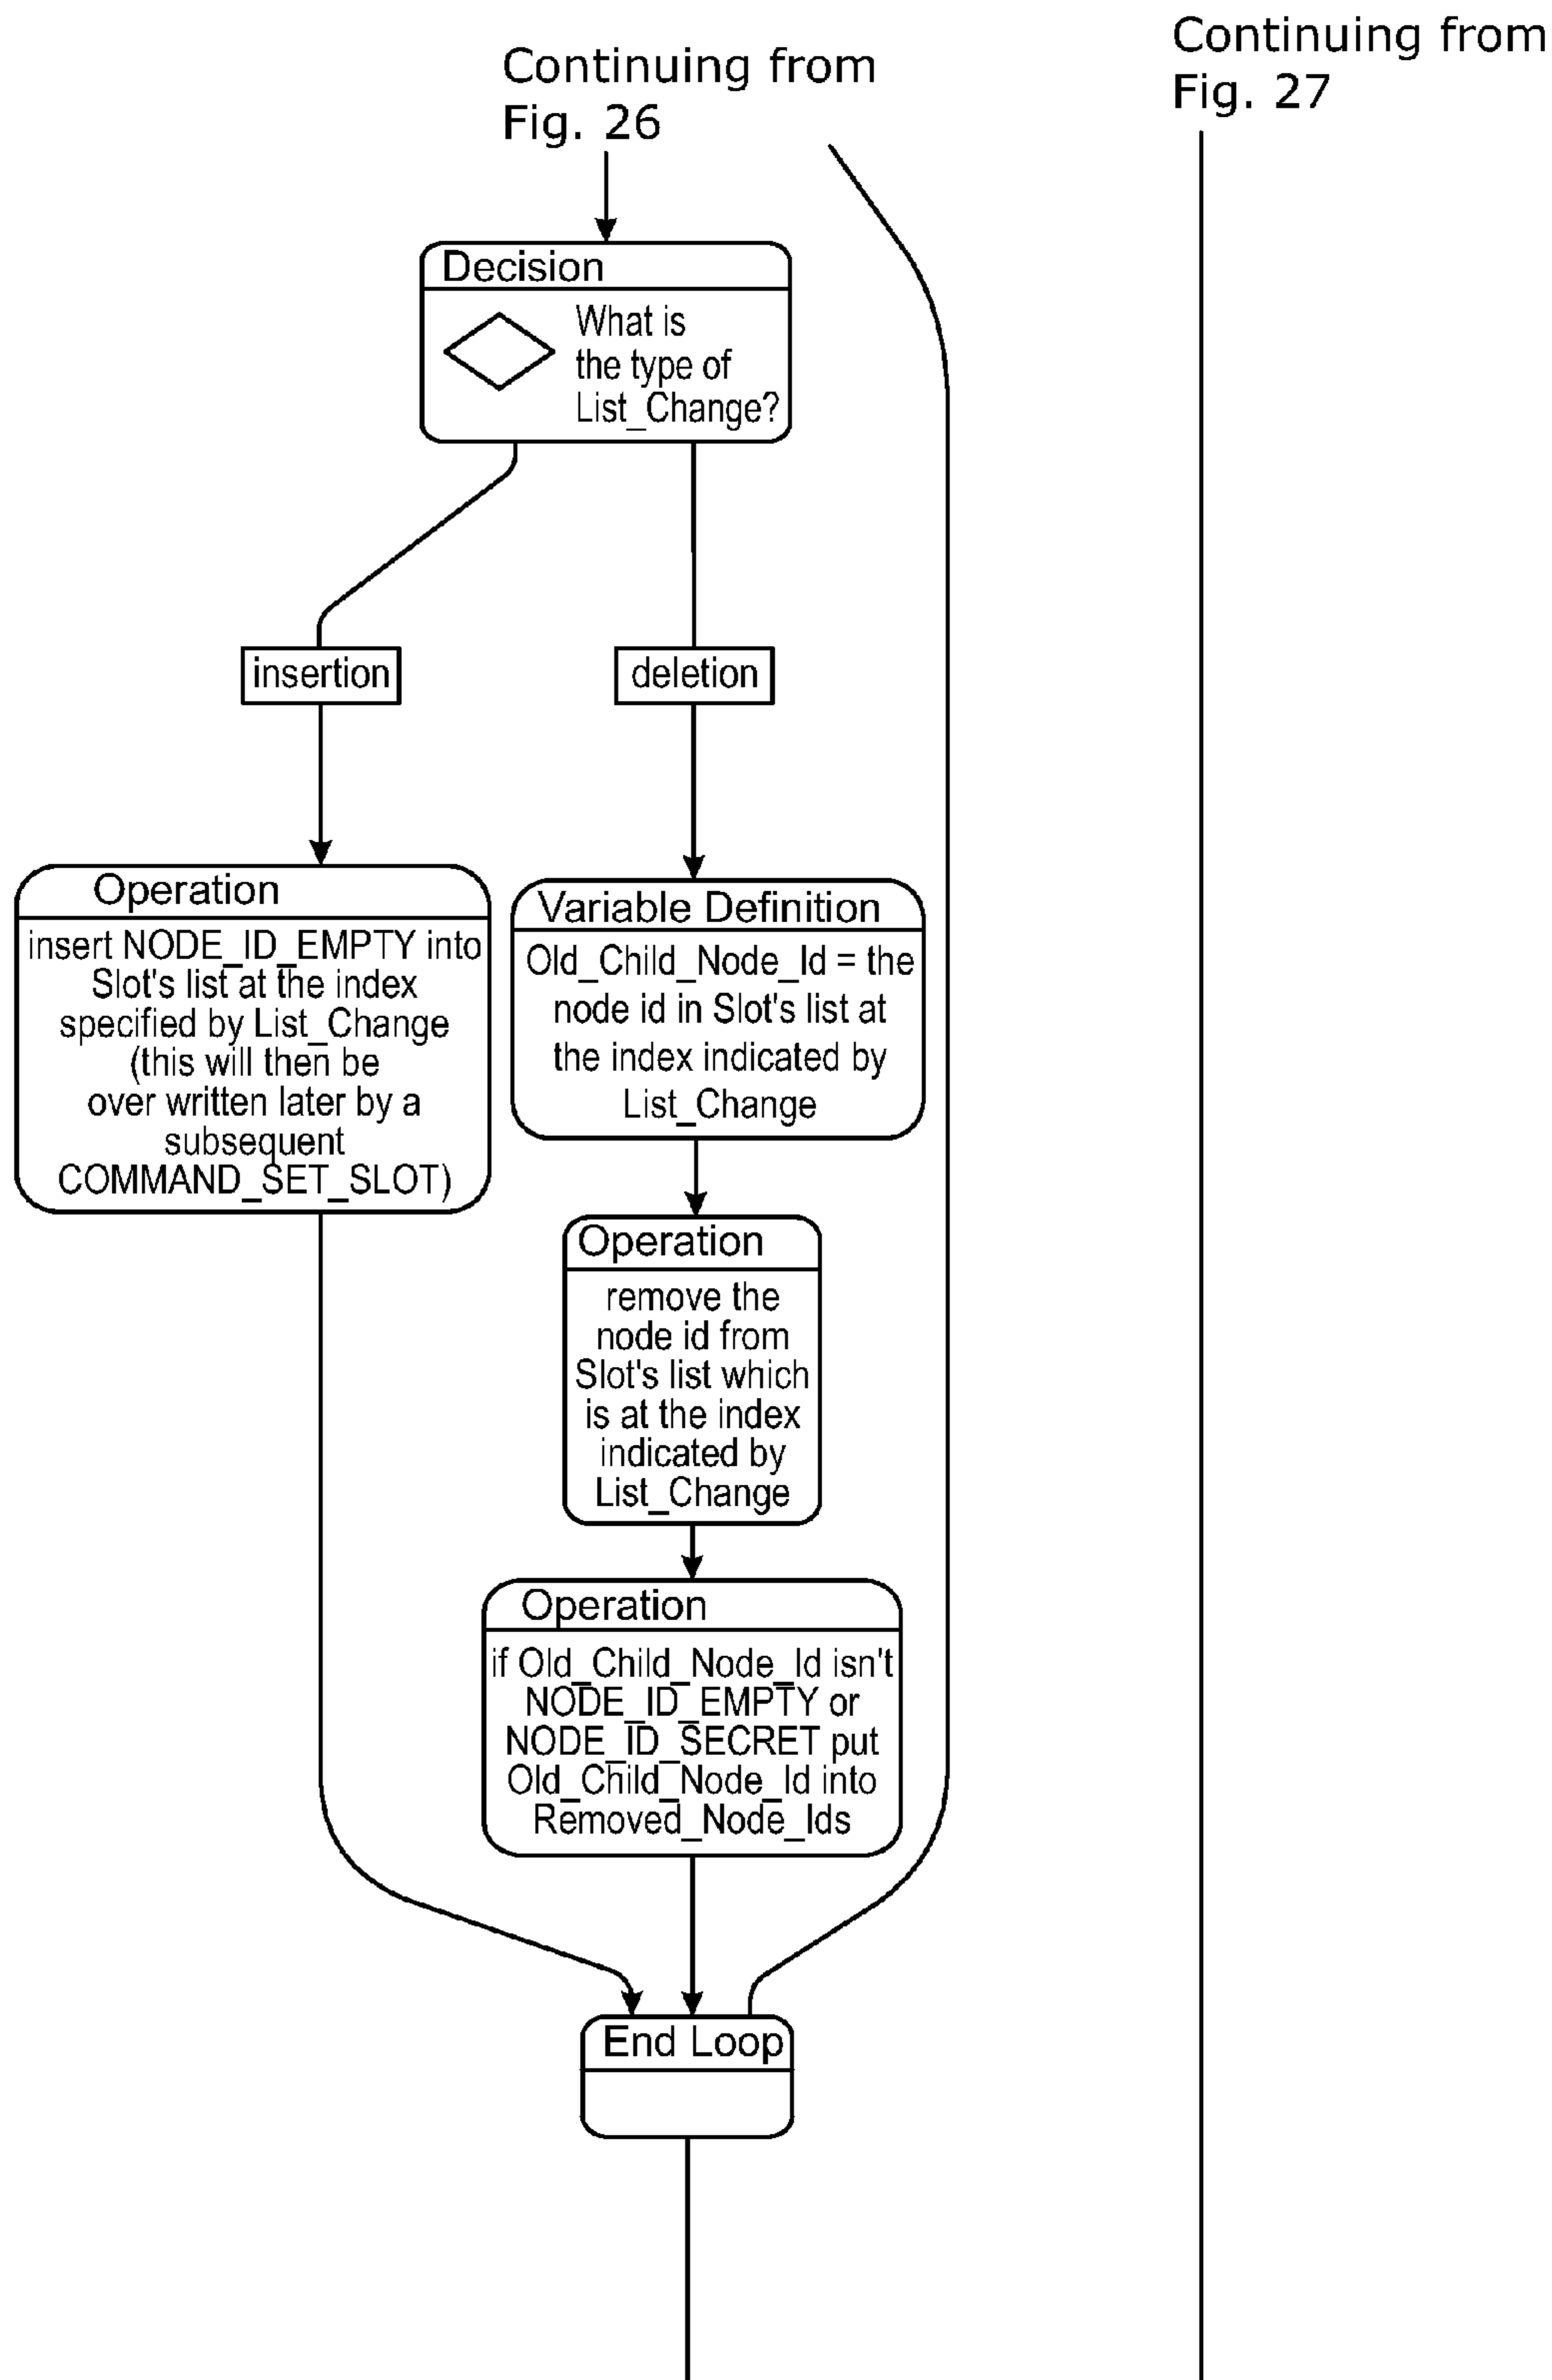 Continuing from
Fig. 26
Continuing from
Fig. 27
Decision
What is
the type of
List_Change?
insertion
deletion
Operation
insert NODE_ID_EMPTY into
Slot's list at the index
specified by List_Change
(this will then be
over written later by a
subsequent
COMMAND_SET_SLOT)
Variable Definition
Old_Child_Node_Id = the
node id in Slot's list at
the index indicated by
List_Change
Operation
remove the
node id from
Slot's list which
is at the index
indicated by
List_Change
Operation
if Old_Child_Node_Id isn't
NODE_ID_EMPTY or
NODE_ID_SECRET put
Old_Child_Node_Id into
Removed_Node_Ids
End Loop